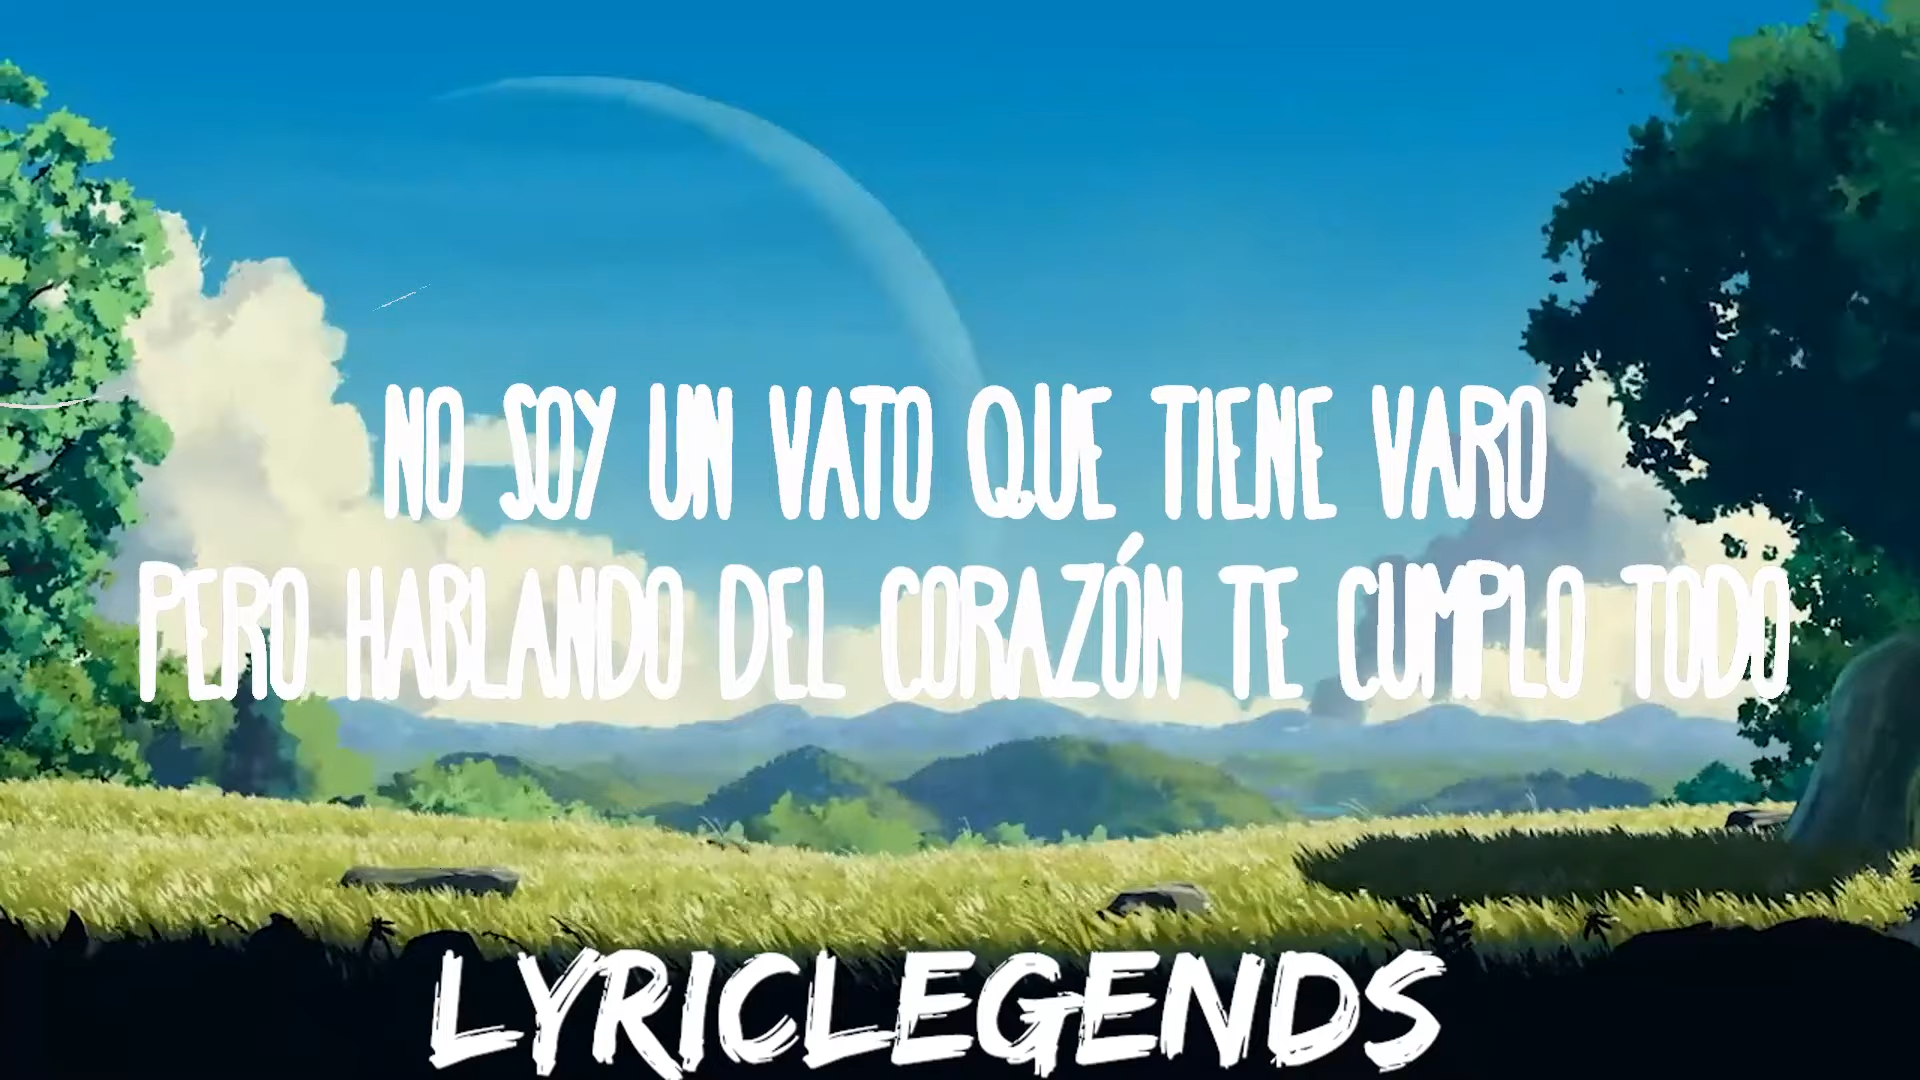 NO SOY UN VATO QUE TIENE VARO
PERO HABLANDO DEL CORAZÓN TE CUMPLO TODO
LYRICLEGENDS